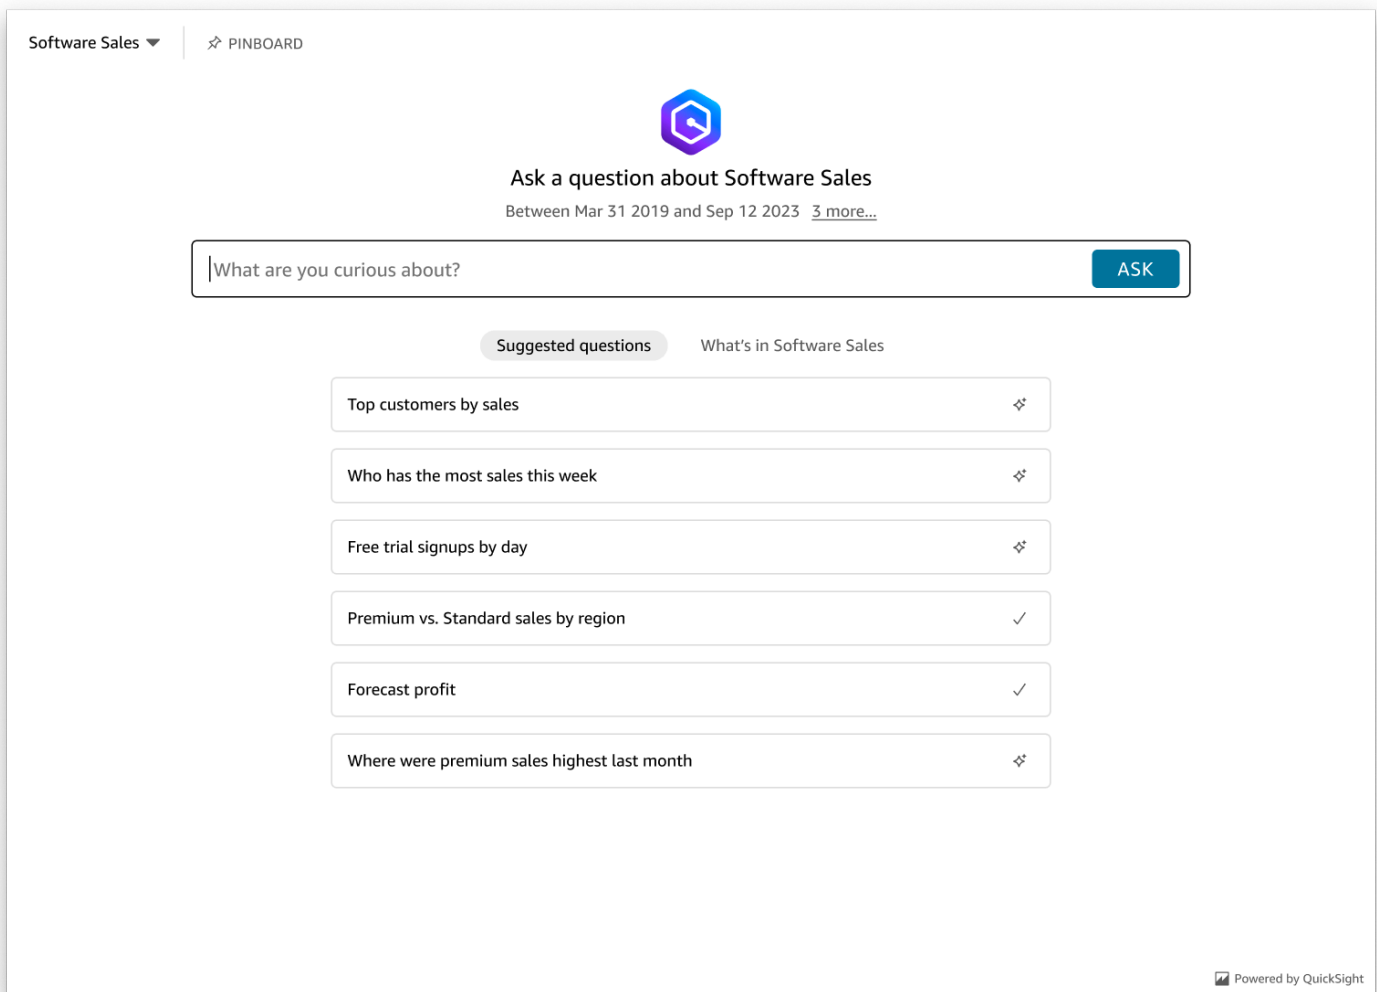 Software Sales
PINBOARD
Ask a question about Software Sales
Between Mar 31 2019 and Sep 12 2023 3 more...
What are you curious about?
ASK
Suggested questions
What's in Software Sales
Top customers by sales
Who has the most sales this week
Free trial signups by day
Premium vs. Standard sales by region
Forecast profit
Where were premium sales highest last month
Powered by QuickSight